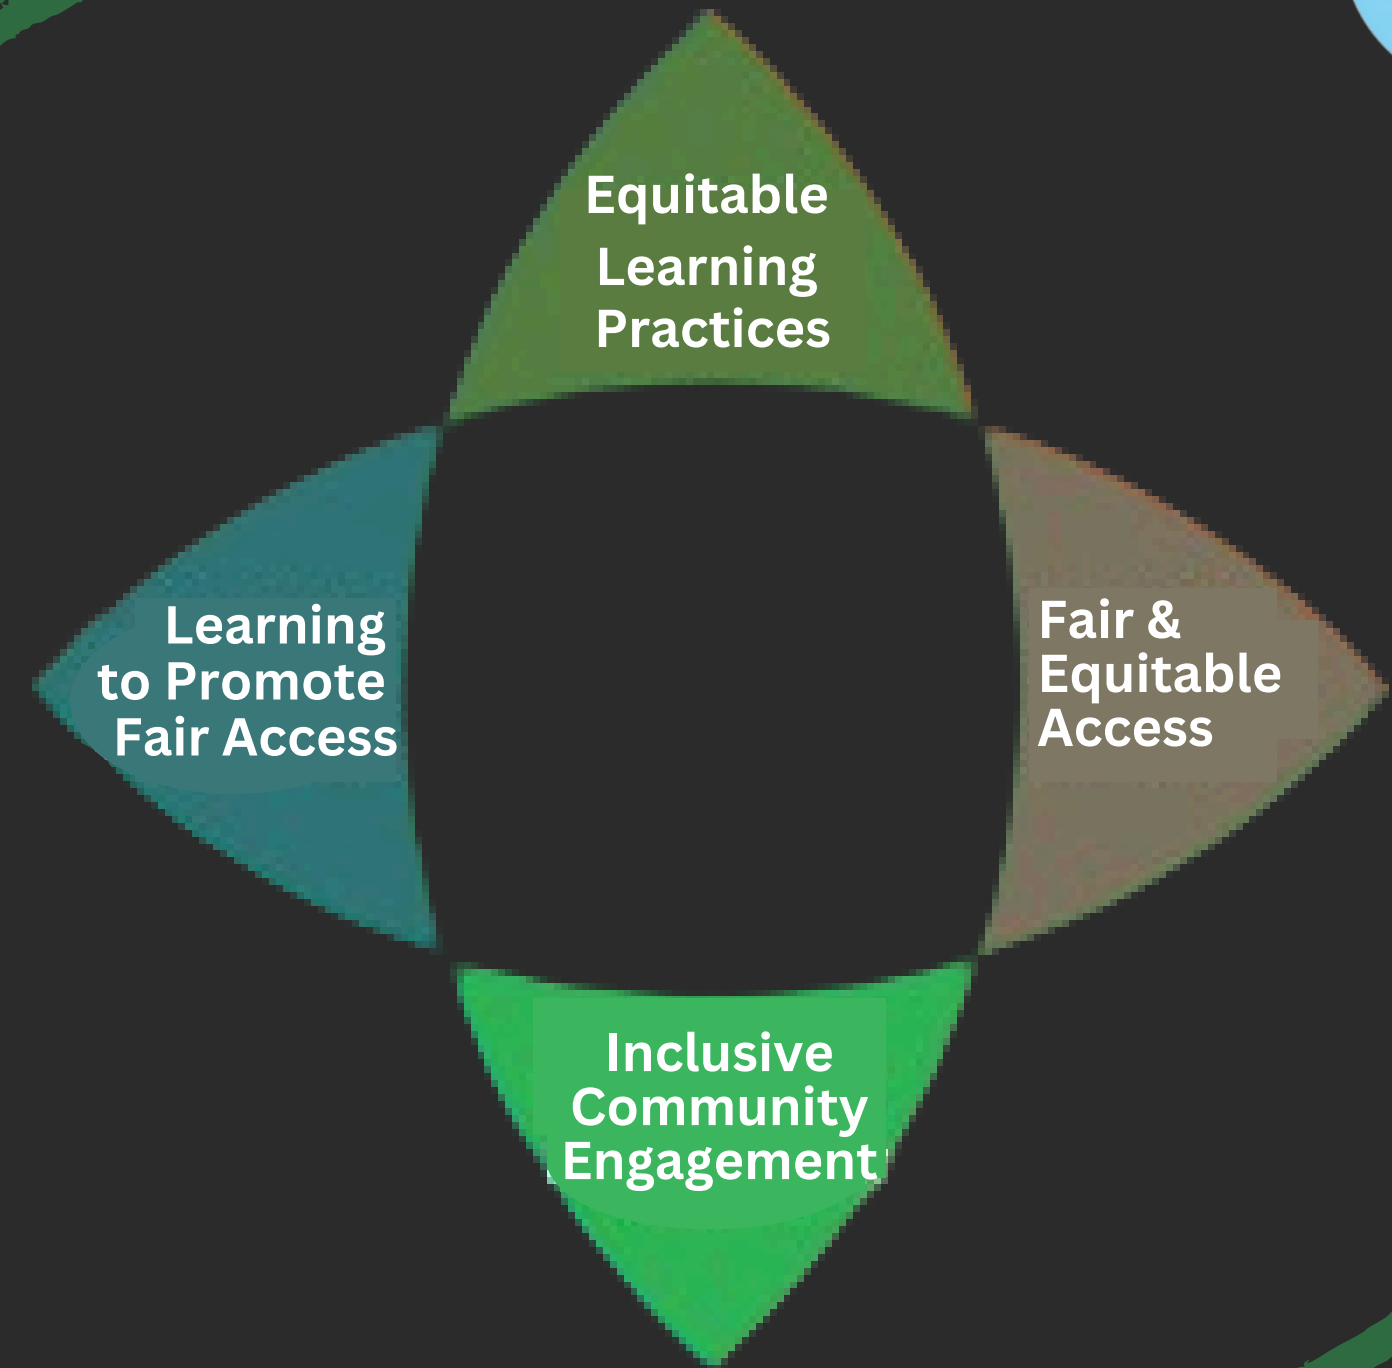 Equitable
Learning
Practices
Learning
to Promote
Fair Access
Fair &
Equitable
Access
Inclusive
Community
Engagement